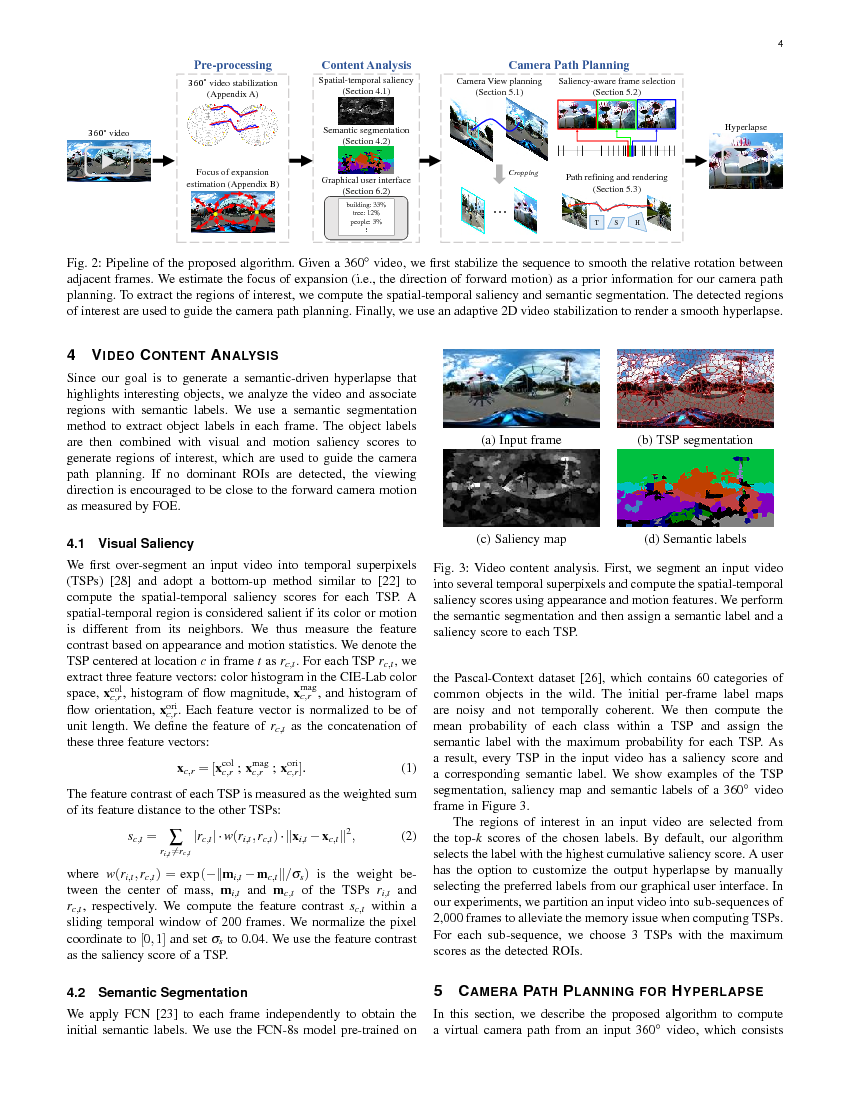 4
Pre-processing
Content Analysis
Camera Path Planning
360° video
360° video stabilization
(Appendix A)
Focus of expansion
estimation (Appendix B)
Spatial-temporal saliency
(Section 4.1)
Semantic segmentation
(Section 4.2)
Graphical user interface
(Section 6.2)
building: 33%
tree: 12%
people: 3%
⋮
Camera View planning
(Section 5.1)
Cropping
...
Saliency-aware frame selection
(Section 5.2)
Path refining and rendering
(Section 5.3)
T S H
Hyperlapse
Fig. 2: Pipeline of the proposed algorithm. Given a 360° video, we first stabilize the sequence to smooth the relative rotation between
adjacent frames. We estimate the focus of expansion (i.e., the direction of forward motion) as a prior information for our camera path
planning. To extract the regions of interest, we compute the spatial-temporal saliency and semantic segmentation. The detected regions
of interest are used to guide the camera path planning. Finally, we use an adaptive 2D video stabilization to render a smooth hyperlapse.
4 VIDEO CONTENT ANALYSIS
Since our goal is to generate a semantic-driven hyperlapse that
highlights interesting objects, we analyze the video and associate
regions with semantic labels. We use a semantic segmentation
method to extract object labels in each frame. The object labels
are then combined with visual and motion saliency scores to
generate regions of interest, which are used to guide the camera
path planning. If no dominant ROIs are detected, the viewing
direction is encouraged to be close to the forward camera motion
as measured by FOE.
4.1 Visual Saliency
We first over-segment an input video into temporal superpixels
(TSPs) [28] and adopt a bottom-up method similar to [22] to
compute the spatial-temporal saliency scores for each TSP. A
spatial-temporal region is considered salient if its color or motion
is different from its neighbors. We thus measure the feature
contrast based on appearance and motion statistics. We denote the
TSP centered at location c in frame t as r_{c,t}. For each TSP r_{c,t}, we
extract three feature vectors: color histogram in the CIE-Lab color
space, x^{col}_{c,r}, histogram of flow magnitude, x^{mag}_{c,r}, and histogram of
flow orientation, x^{ori}_{c,r}. Each feature vector is normalized to be of
unit length. We define the feature of r_{c,t} as the concatenation of
these three feature vectors:
x_{c,r} = [x^{col}_{c,r} ; x^{mag}_{c,r} ; x^{ori}_{c,r}]. (1)
The feature contrast of each TSP is measured as the weighted sum
of its feature distance to the other TSPs:
s_{c,t} = ∑_{r_{i,t}≠r_{c,t}} |r_{c,t}| · w(r_{i,t}, r_{c,t}) · ‖x_{i,t} − x_{c,t}‖², (2)
where w(r_{i,t}, r_{c,t}) = exp(−‖m_{i,t} − m_{c,t}‖/σ_s) is the weight be-
tween the center of mass, m_{i,t} and m_{c,t} of the TSPs r_{i,t} and
r_{c,t}, respectively. We compute the feature contrast s_{c,t} within a
sliding temporal window of 200 frames. We normalize the pixel
coordinate to [0,1] and set σ_s to 0.04. We use the feature contrast
as the saliency score of a TSP.
4.2 Semantic Segmentation
We apply FCN [23] to each frame independently to obtain the
initial semantic labels. We use the FCN-8s model pre-trained on
(a) Input frame
(b) TSP segmentation
(c) Saliency map
(d) Semantic labels
Fig. 3: Video content analysis. First, we segment an input video
into several temporal superpixels and compute the spatial-temporal
saliency scores using appearance and motion features. We perform
the semantic segmentation and then assign a semantic label and a
saliency score to each TSP.
the Pascal-Context dataset [26], which contains 60 categories of
common objects in the wild. The initial per-frame label maps
are noisy and not temporally coherent. We then compute the
mean probability of each class within a TSP and assign the
semantic label with the maximum probability for each TSP. As
a result, every TSP in the input video has a saliency score and
a corresponding semantic label. We show examples of the TSP
segmentation, saliency map and semantic labels of a 360° video
frame in Figure 3.
The regions of interest in an input video are selected from
the top-k scores of the chosen labels. By default, our algorithm
selects the label with the highest cumulative saliency score. A user
has the option to customize the output hyperlapse by manually
selecting the preferred labels from our graphical user interface. In
our experiments, we partition an input video into sub-sequences of
2,000 frames to alleviate the memory issue when computing TSPs.
For each sub-sequence, we choose 3 TSPs with the maximum
scores as the detected ROIs.
5 CAMERA PATH PLANNING FOR HYPERLAPSE
In this section, we describe the proposed algorithm to compute
a virtual camera path from an input 360° video, which consists